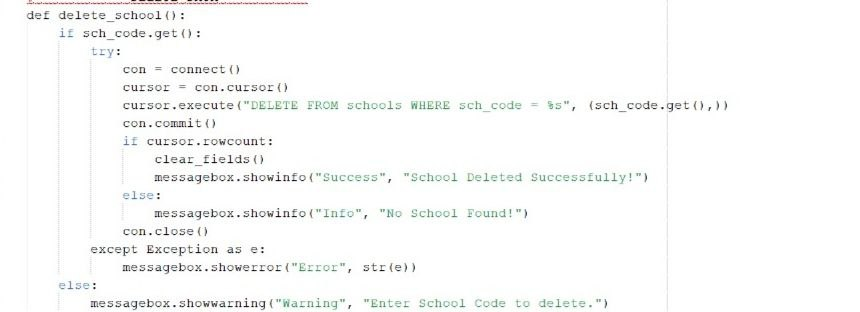 def delete_school():
    if sch_code.get():
        try:
            con = connect()
            cursor = con.cursor()
            cursor.execute("DELETE FROM schools WHERE sch_code = %s", (sch_code.get(),))
            con.commit()
            if cursor.rowcount:
                clear_fields()
                messagebox.showinfo("Success", "School Deleted Successfully!")
            else:
                messagebox.showinfo("Info", "No School Found!")
            con.close()
        except Exception as e:
            messagebox.showerror("Error", str(e))
    else:
        messagebox.showwarning("Warning", "Enter School Code to delete.")